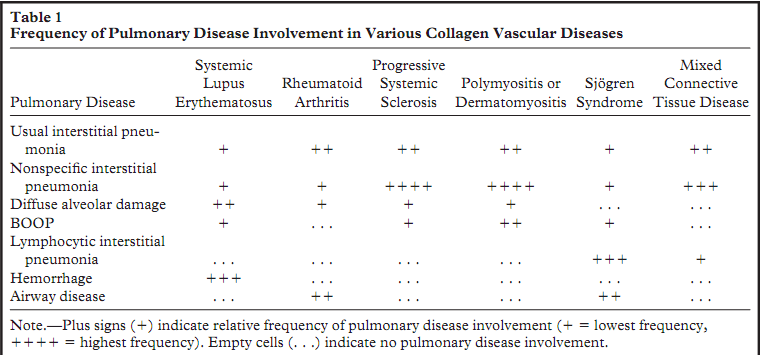 Table 1
Frequency of Pulmonary Disease Involvement in Various Collagen Vascular Diseases
Systemic Progressive Mixed
Lupus Rheumatoid Systemic Polymyositis or Sjögren Connective
Pulmonary Disease Erythematosus Arthritis Sclerosis Dermatomyositis Syndrome Tissue Disease
Usual interstitial pneu-
monia + ++ ++ ++ + ++
Nonspecific interstitial
pneumonia + + ++++ ++++ + +++
Diffuse alveolar damage ++ + + + . . . . . .
BOOP + . . . + ++ + . . .
Lymphocytic interstitial
pneumonia . . . . . . . . . . . . +++ +
Hemorrhage +++ . . . . . . . . . . . . . . .
Airway disease . . . ++ . . . . . . ++ . . .
Note.—Plus signs (+) indicate relative frequency of pulmonary disease involvement (+ = lowest frequency,
++++ = highest frequency). Empty cells (. . .) indicate no pulmonary disease involvement.